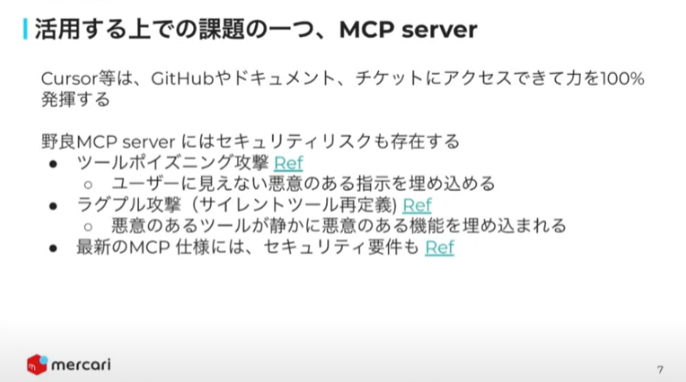 活用する上での課題の一つ、MCP server
Cursor等は、GitHubやドキュメント、チケットにアクセスできて力を100%
発揮する
野良MCP server にはセキュリティリスクも存在する
● ツールポイズニング攻撃 Ref
○ ユーザーに見えない悪意のある指示を埋め込める
● ラグプル攻撃（サイレントツール再定義) Ref
○ 悪意のあるツールが静かに悪意のある機能を埋め込まれる
● 最新のMCP 仕様には、セキュリティ要件も Ref
mercari
7